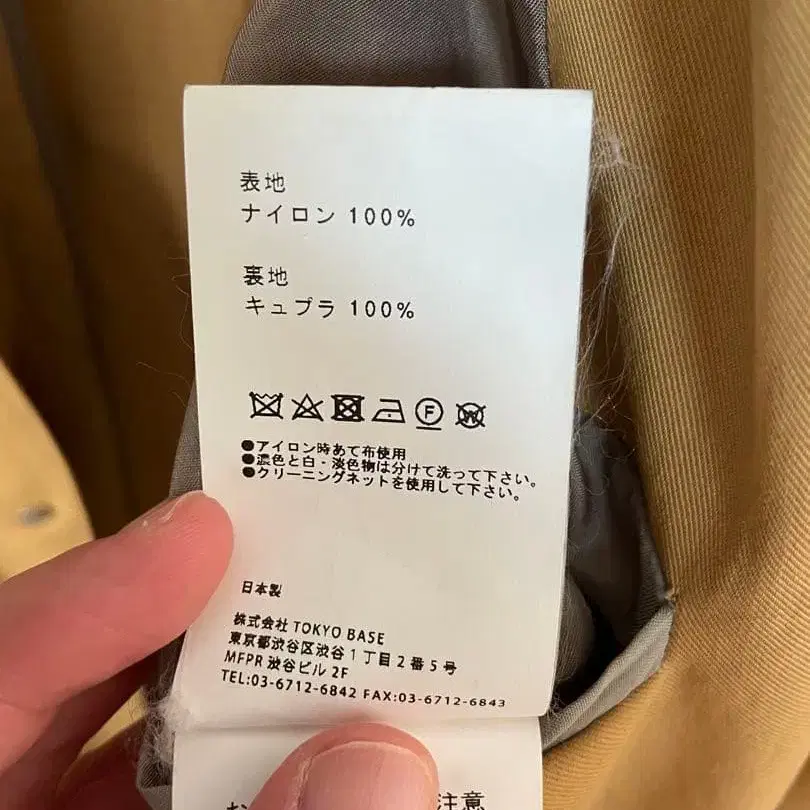 表地
ナイロン 100%
裏地
キュプラ 100%
F W
●アイロン時あて布使用
●濃色と白・淡色物は分けて洗って下さい。
●クリーニングネットを使用して下さい。
日本製
株式会社 TOKYO BASE
東京都渋谷区渋谷1丁目2番5号
MFPR 渋谷ビル 2F
TEL:03-6712-6842 FAX:03-6712-6843
注意